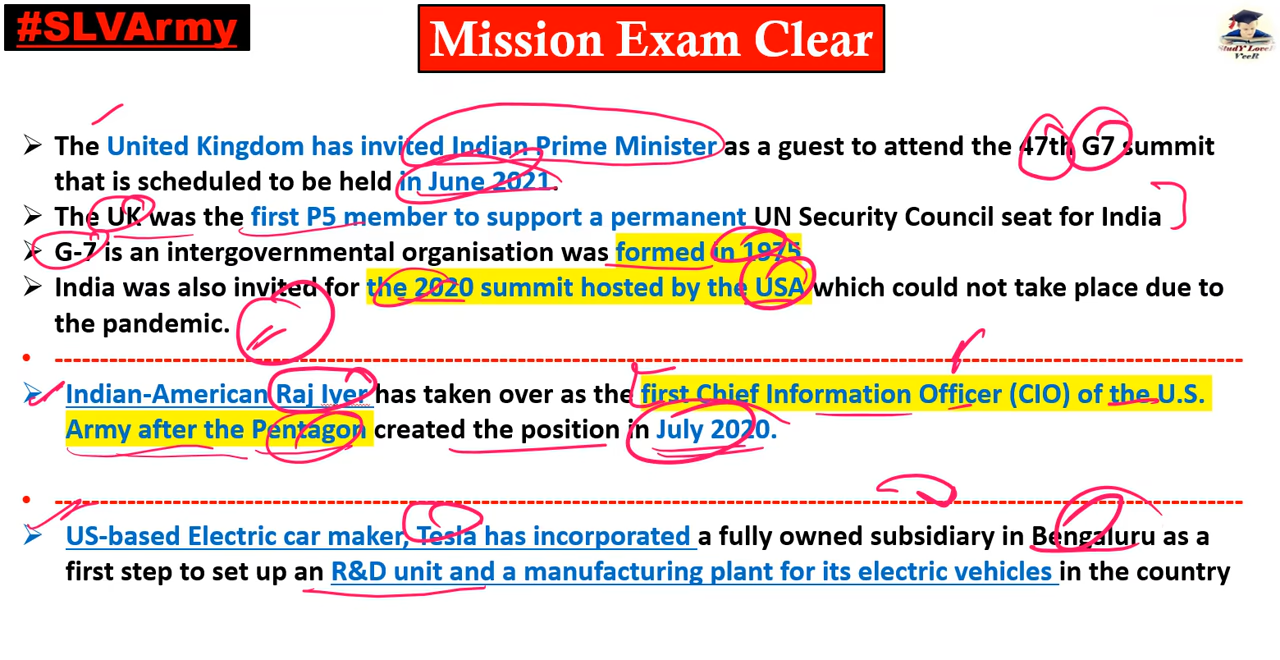 #SLVArmy
Mission Exam Clear
StudY LoveR
VeeR
➢ The United Kingdom has invited Indian Prime Minister as a guest to attend the 47th G7 summit
that is scheduled to be held in June 2021.
➢ The UK was the first P5 member to support a permanent UN Security Council seat for India
➢ G-7 is an intergovernmental organisation was formed in 1975
➢ India was also invited for the 2020 summit hosted by the USA which could not take place due to
the pandemic.
• --------------------------------------------------------------------------------
➢ Indian-American Raj Iyer has taken over as the first Chief Information Officer (CIO) of the U.S.
Army after the Pentagon created the position in July 2020.
• --------------------------------------------------------------------------------
➢ US-based Electric car maker, Tesla has incorporated a fully owned subsidiary in Bengaluru as a
first step to set up an R&D unit and a manufacturing plant for its electric vehicles in the country